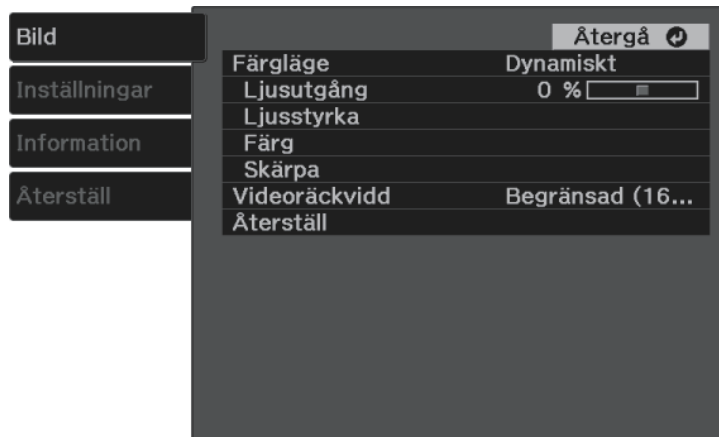 Bild
Inställningar
Information
Återställ
Återgå
Färgläge Dynamiskt
Ljusutgång 0 %
Ljusstyrka
Färg
Skärpa
Videoräckvidd Begränsad (16...
Återställ